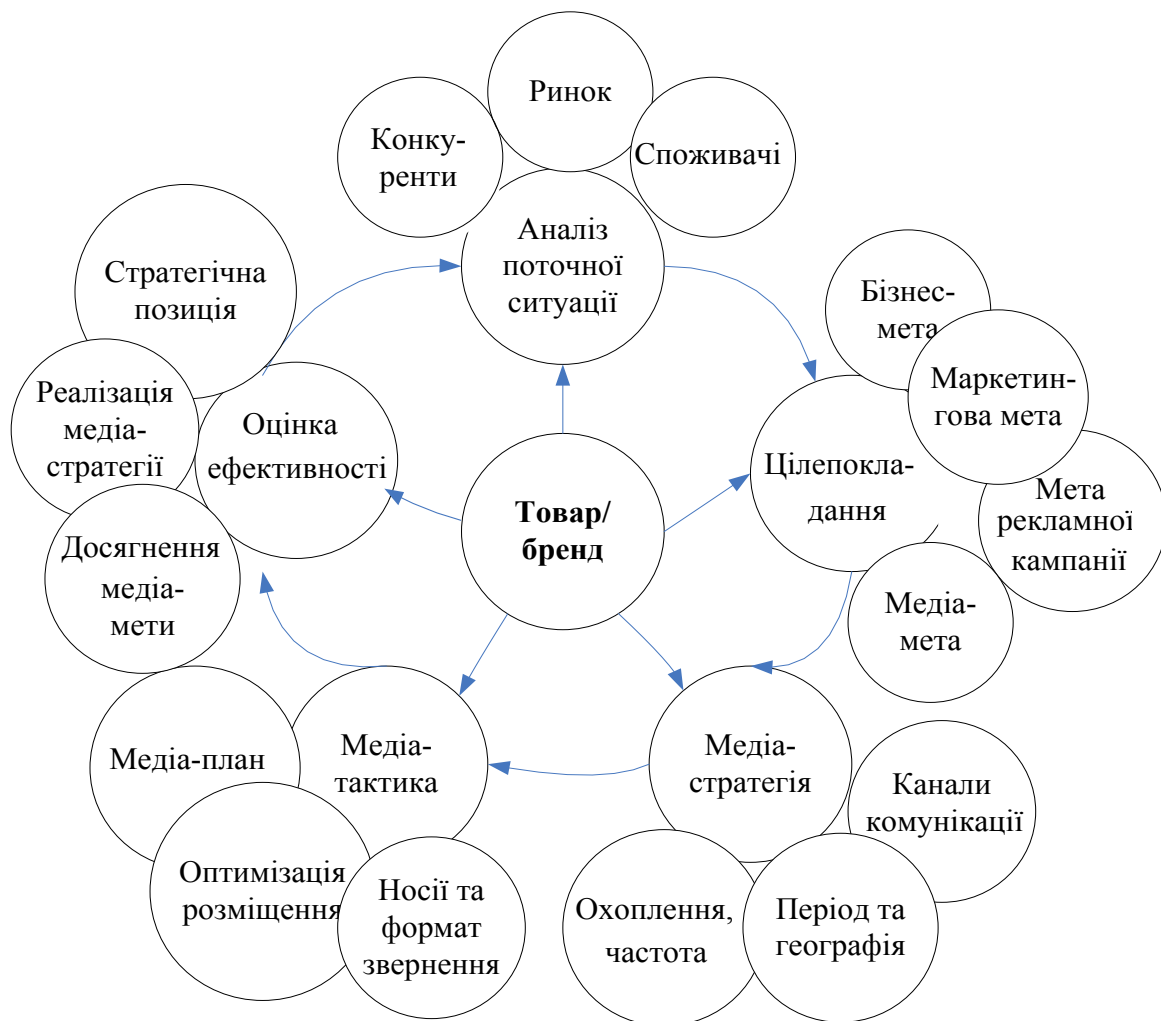 Ринок
Конку-
ренти
Споживачі
Аналіз
поточної
ситуації
Стратегічна
позиція
Бізнес-
мета
Реалізація
медіа-
стратегії
Маркетин-
гова мета
Оцінка
ефективності
Цілепокла-
дання
Товар/
бренд
Мета
рекламної
кампанії
Досягнення
медіа-
мети
Медіа-
мета
Медіа-план
Медіа-
тактика
Медіа-
стратегія
Канали
комунікації
Оптимізація
розміщення
Носії та
формат
звернення
Охоплення,
частота
Період та
географія